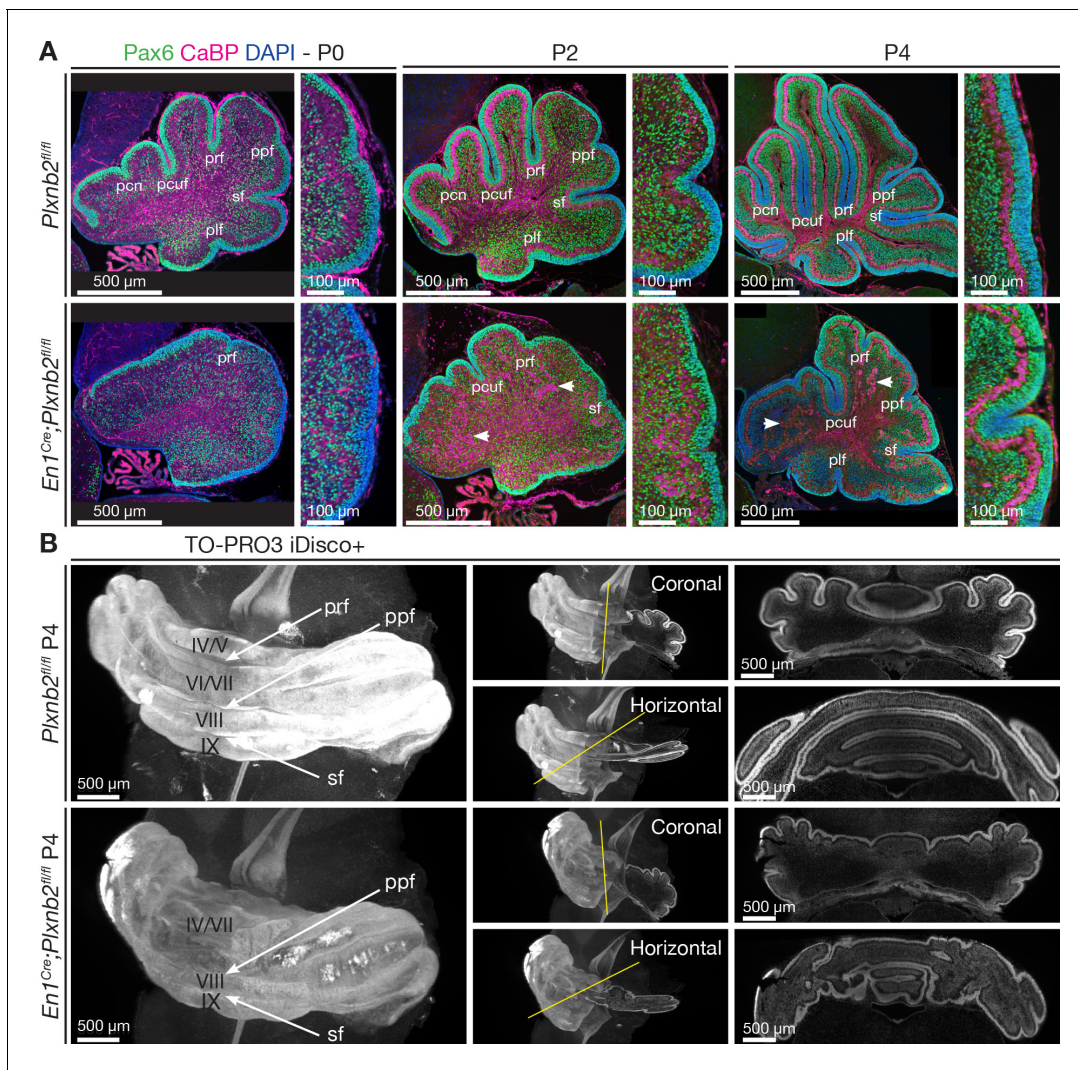 A
Pax6 CaBP DAPI - P0
P2
P4
Plxnb2fl/fl
pcn pcuf prf ppf sf plf
500 µm
100 µm
pcn pcuf prf ppf sf plf
500 µm
100 µm
pcn pcuf prf ppf sf plf
500 µm
100 µm
En1Cre;Plxnb2fl/fl
prf
500 µm
100 µm
pcuf prf sf
500 µm
100 µm
prf ppf pcuf sf plf
500 µm
100 µm
B
TO-PRO3 iDisco+
Plxnb2fl/fl P4
prf
ppf
IV/V
VI/VII
VIII
IX
sf
500 µm
Coronal
500 µm
Horizontal
500 µm
En1Cre;Plxnb2fl/fl P4
ppf
IV/VII
VIII
IX
sf
500 µm
Coronal
500 µm
Horizontal
500 µm